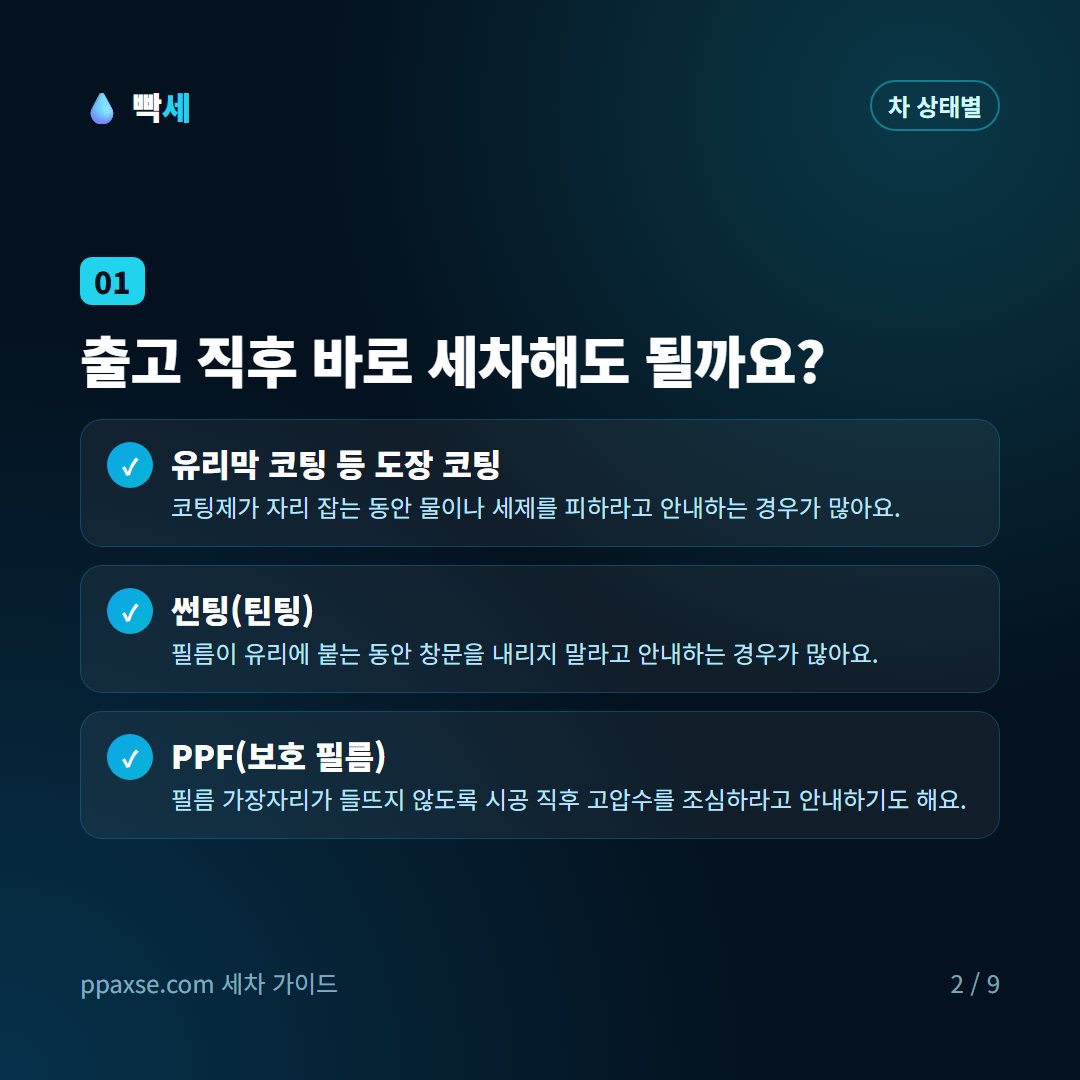 빡세
차 상태별
01
출고 직후 바로 세차해도 될까요?
유리막 코팅 등 도장 코팅
코팅제가 자리 잡는 동안 물이나 세제를 피하라고 안내하는 경우가 많아요.
썬팅(틴팅)
필름이 유리에 붙는 동안 창문을 내리지 말라고 안내하는 경우가 많아요.
PPF(보호 필름)
필름 가장자리가 들뜨지 않도록 시공 직후 고압수를 조심하라고 안내하기도 해요.
ppaxse.com 세차 가이드
2 / 9